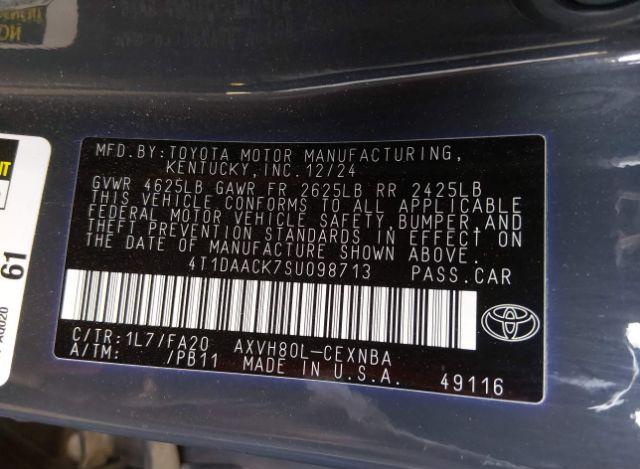 MFD.BY:TOYOTA MOTOR MANUFACTURING,
KENTUCKY,INC.12/24
GVWR 4625LB GAWR FR 2625LB RR 2425LB
THIS VEHICLE CONFORMS TO ALL APPLICABLE
FEDERAL MOTOR VEHICLE SAFETY,BUMPER,AND
THEFT PREVENTION STANDARDS IN EFFECT ON
THE DATE OF MANUFACTURE SHOWN ABOVE.
4T1DAACK7SU098713 PASS.CAR
C/TR:1L7/FA20 AXVH80L-CEXNBA
A/TM: /PB11 MADE IN U.S.A. 49116
61